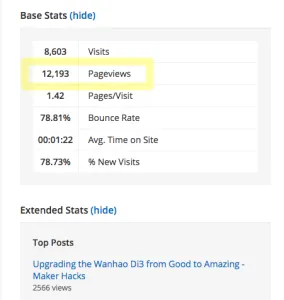 Base Stats (hide)
8,603 Visits
12,193 Pageviews
1.42 Pages/Visit
78.81% Bounce Rate
00:01:22 Avg. Time on Site
78.73% % New Visits
Extended Stats (hide)
Top Posts
Upgrading the Wanhao Di3 from Good to Amazing -
Maker Hacks
2566 views